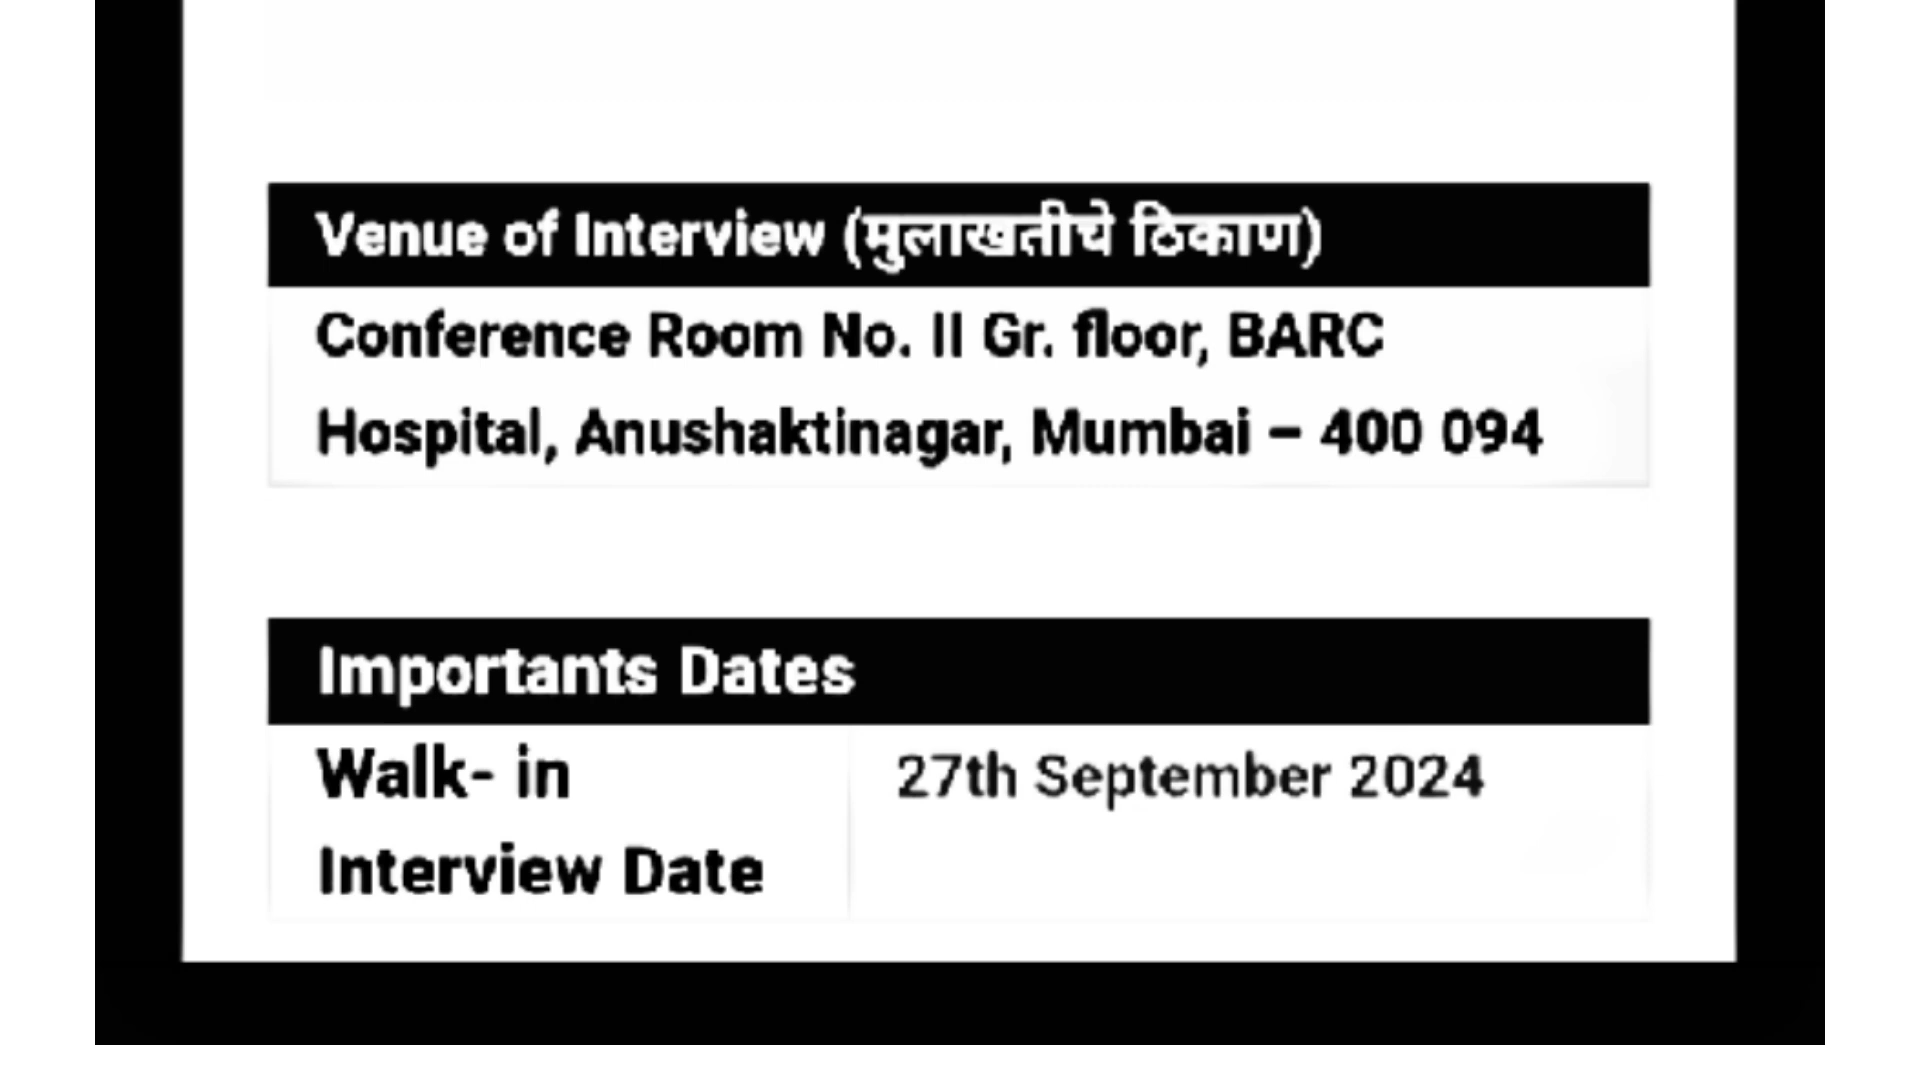 Venue of Interview (मुलाखतीचे ठिकाण)
Conference Room No. II Gr. floor, BARC
Hospital, Anushaktinagar, Mumbai – 400 094
Importants Dates
Walk- in 27th September 2024
Interview Date